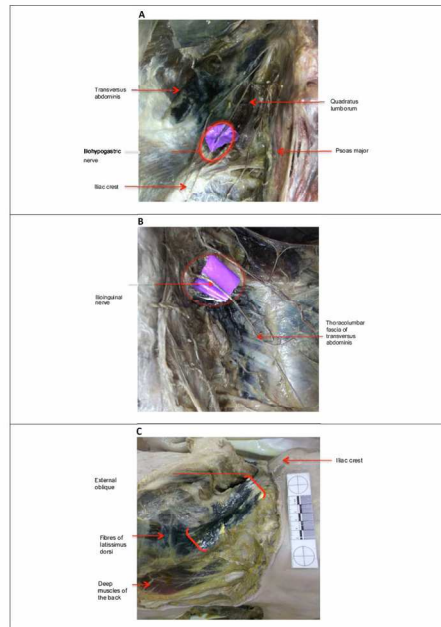 A
Transversus
abdominis
Quadratus
lumborum
Iliohypogastric
nerve
Psoas major
Iliac crest
B
Ilioinguinal
nerve
Thoracolumbar
fascia of
transversus
abdominis
C
Iliac crest
External
oblique
Fibres of
latissimus
dorsi
Deep
muscles of
the back